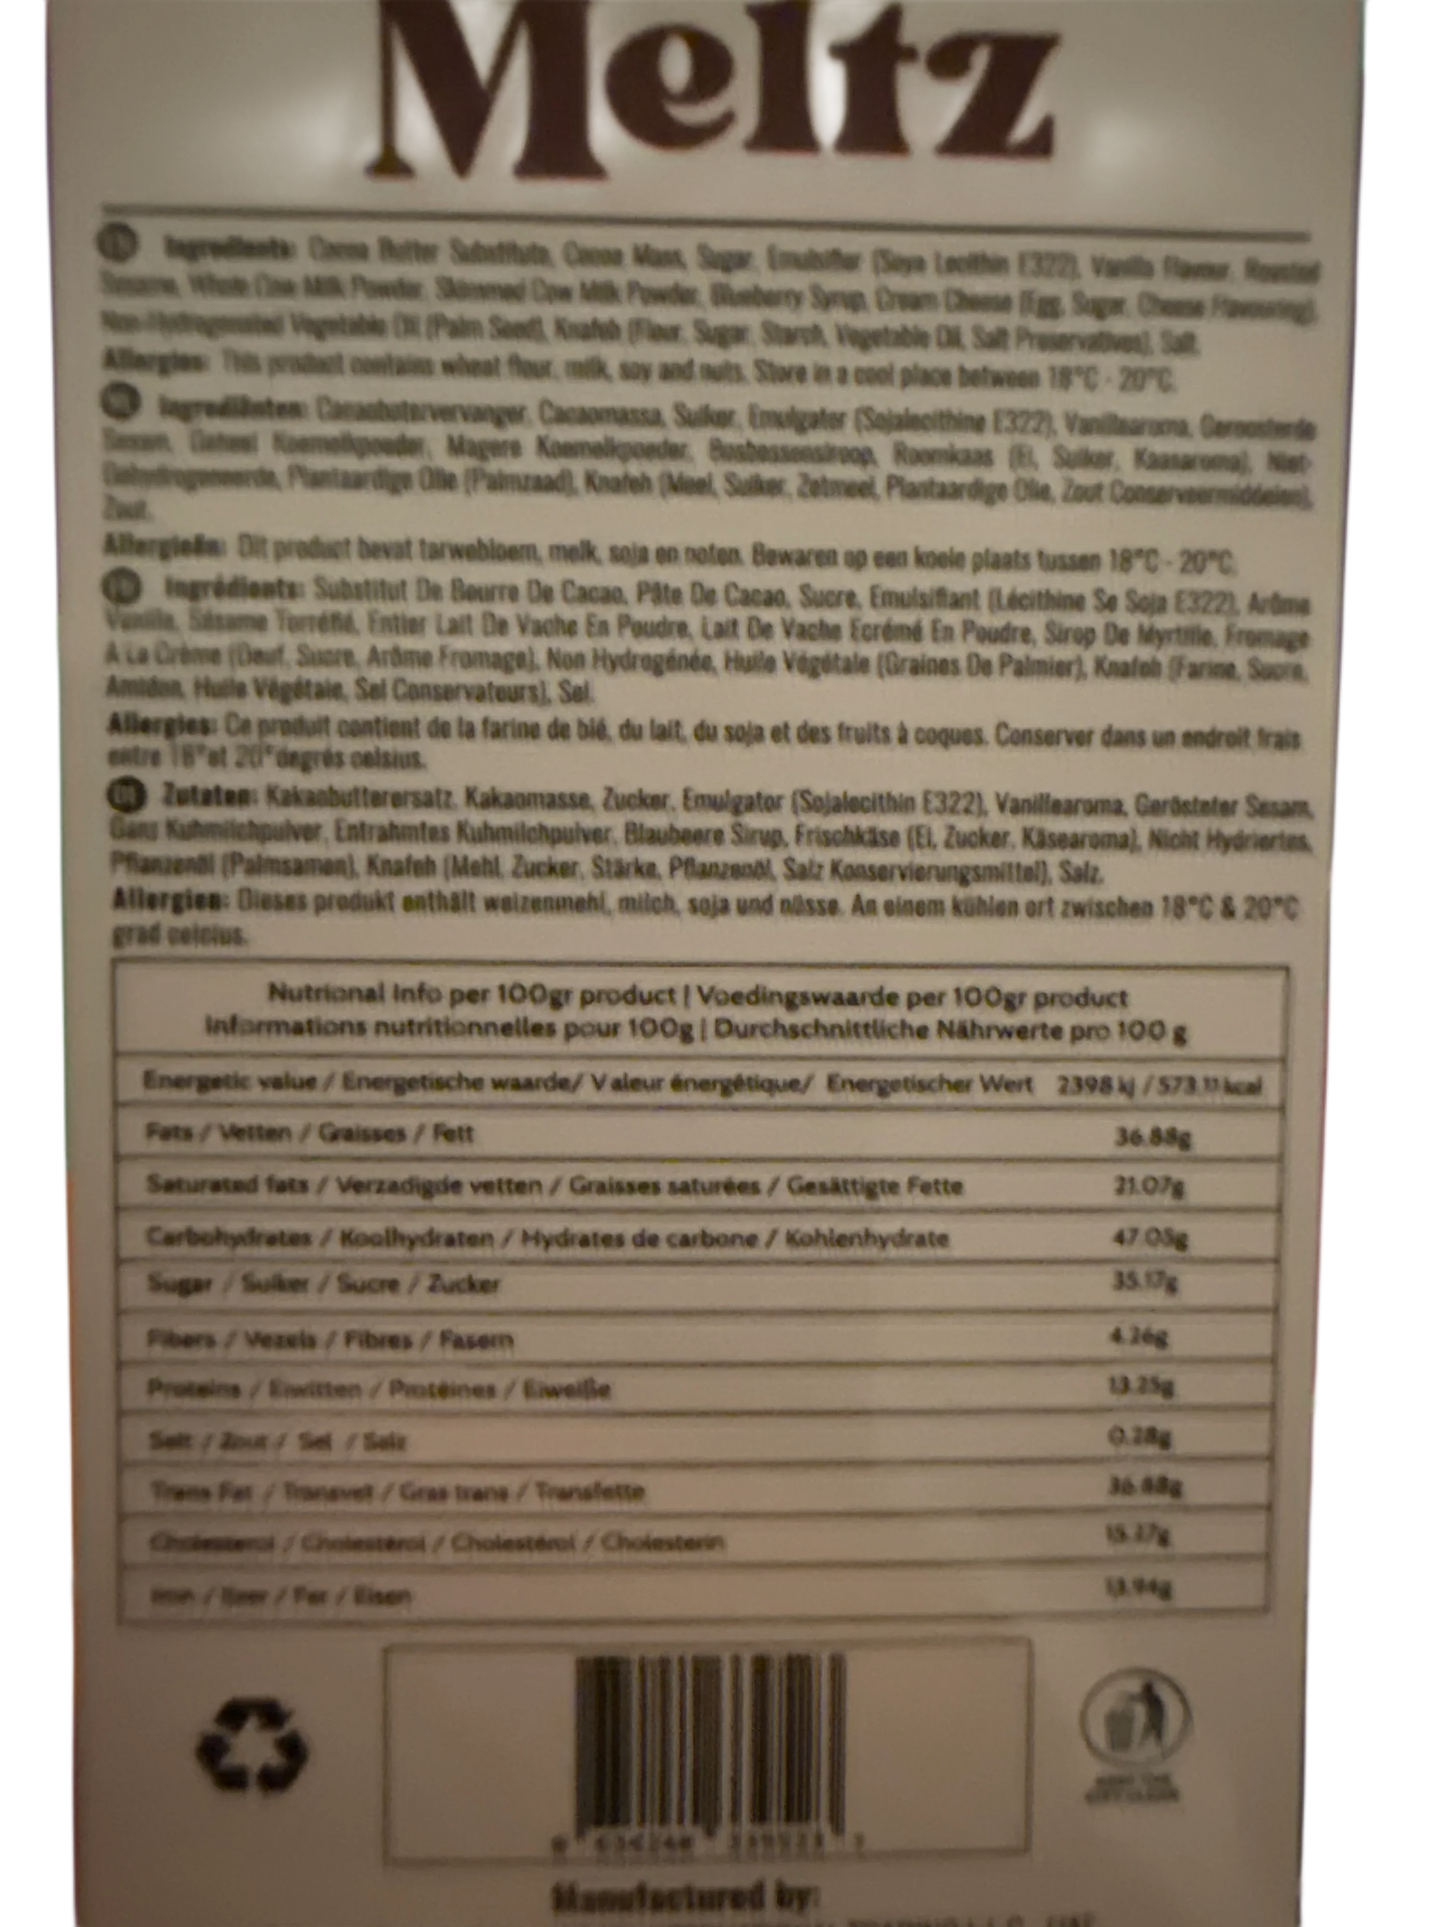 Meltz
Ingredients: Cocoa Butter Substitute, Cocoa Mass, Sugar, Emulsifier (Soya Lecithin E322), Vanilla Flavour, Roasted
Sesame, Whole Cow Milk Powder, Skimmed Cow Milk Powder, Blueberry Syrup, Cream Cheese (Egg, Sugar, Cheese Flavouring),
Non-Hydrogenated Vegetable Oil (Palm Seed), Knafeh (Flour, Sugar, Starch, Vegetable Oil, Salt Preservatives), Salt.
Allergies: This product contains wheat flour, milk, soy and nuts. Store in a cool place between 18°C - 20°C.
NL Ingrediënten: Cacaobotervervanger, Cacaomassa, Suiker, Emulgator (Sojalecithine E322), Vanillearoma, Geroosterde
Sesam, Geheel Koemelkpoeder, Magere Koemelkpoeder, Bosbessensiroop, Roomkaas (Ei, Suiker, Kaasaroma), Niet-
Gehydrogeneerde, Plantaardige Olie (Palmzaad), Knafeh (Meel, Suiker, Zetmeel, Plantaardige Olie, Zout Conserveermiddelen),
Zout.
Allergieën: Dit product bevat tarwebloem, melk, soja en noten. Bewaren op een koele plaats tussen 18°C - 20°C.
Ingrédients: Substitut De Beurre De Cacao, Pâte De Cacao, Sucre, Emulsifiant (Lécithine Se Soja E322), Arôme
Vanille, Sésame Torréfié, Entier Lait De Vache En Poudre, Lait De Vache Ecrémé En Poudre, Sirop De Myrtille, Fromage
A La Crème (Oeuf, Sucre, Arôme Fromage), Non Hydrogénée, Huile Végétale (Graines De Palmier), Knafeh (Farine, Sucre,
Amidon, Huile Végétale, Sel Conservateurs), Sel.
Allergies: Ce produit contient de la farine de blé, du lait, du soja et des fruits à coques. Conserver dans un endroit frais
entre 18°et 20°degrés celsius.
DE Zutaten: Kakaobutterersatz, Kakaomasse, Zucker, Emulgator (Sojalecithin E322), Vanillearoma, Gerösteter Sesam,
Ganz Kuhmilchpulver, Entrahmtes Kuhmilchpulver, Blaubeere Sirup, Frischkäse (Ei, Zucker, Käsearoma), Nicht Hydriertes,
Pflanzenöl (Palmsamen), Knafeh (Mehl, Zucker, Stärke, Pflanzenöl, Salz Konservierungsmittel), Salz.
Allergien: Dieses produkt enthält weizenmehl, milch, soja und nüsse. An einem kühlen ort zwischen 18°C & 20°C
grad celcius.
Nutrional Info per 100gr product | Voedingswaarde per 100gr product
Informations nutritionnelles pour 100g | Durchschnittliche Nährwerte pro 100 g
Energetic value / Energetische waarde/ Valeur énergétique/ Energetischer Wert 2398 kj / 573.11 kcal
Fats / Vetten / Graisses / Fett 36.88g
Saturated fats / Verzadigde vetten / Graisses saturées / Gesättigte Fette 21.07g
Carbohydrates / Koolhydraten / Hydrates de carbone / Kohlenhydrate 47.05g
Sugar / Suiker / Sucre / Zucker 35.17g
Fibers / Vezels / Fibres / Fasern 4.26g
Proteins / Eiwitten / Protéines / Eiweiße 13.25g
Salt / Zout / Sel / Salz 0.28g
Trans Fat / Transvet / Gras trans / Transfette 36.88g
Cholesterol / Cholesterol / Cholestérol / Cholesterin 15.27g
Iron / Ijzer / Fer / Eisen 13.94g
Manufactured by: